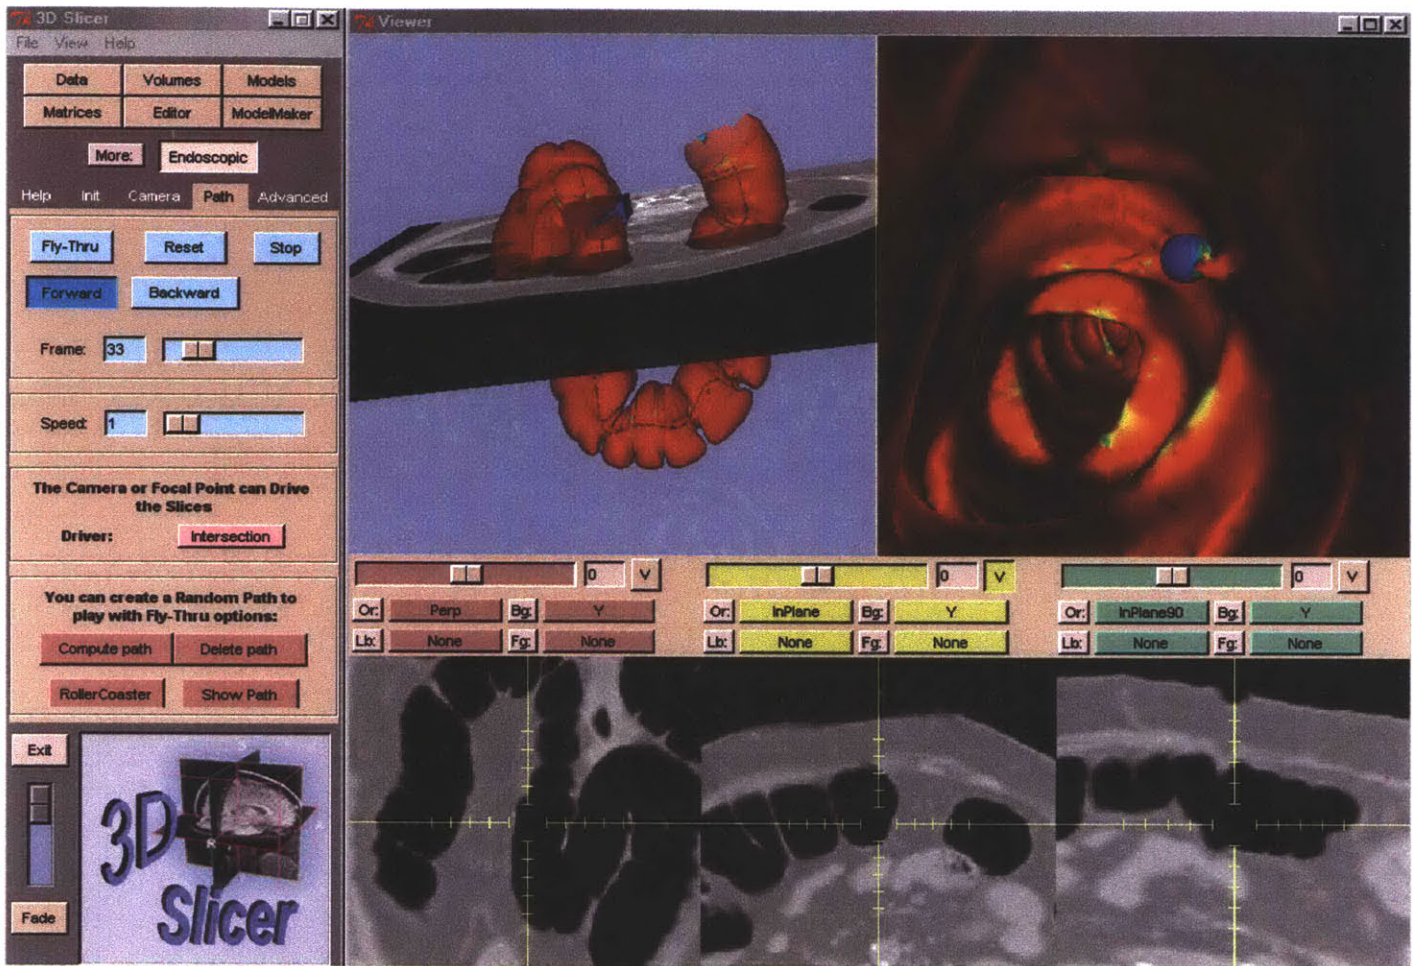 3D Slicer
File View Help
Data Volumes Models
Matrices Editor ModelMaker
More: Endoscopic
Help Init Camera Path Advanced
Fly-Thru Reset Stop
Forward Backward
Frame: 33
Speed: 1
The Camera or Focal Point can Drive
the Slices
Driver: Intersection
You can create a Random Path to
play with Fly-Thru options:
Compute path Delete path
RollerCoaster Show Path
Exit
Fade
R
3D
Slicer
Viewer
0 V 0 V 0 V
Or: Perp Bg: Y Or: InPlane Bg: Y Or: InPlane90 Bg: Y
Lb: None Fg: None Lb: None Fg: None Lb: None Fg: None